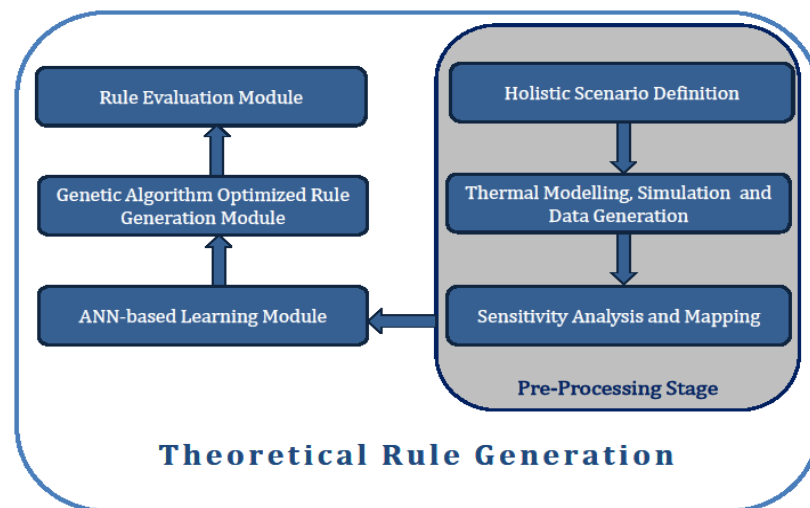 Rule Evaluation Module
Genetic Algorithm Optimized Rule
Generation Module
ANN-based Learning Module
Holistic Scenario Definition
Thermal Modelling, Simulation and
Data Generation
Sensitivity Analysis and Mapping
Pre-Processing Stage
Theoretical Rule Generation